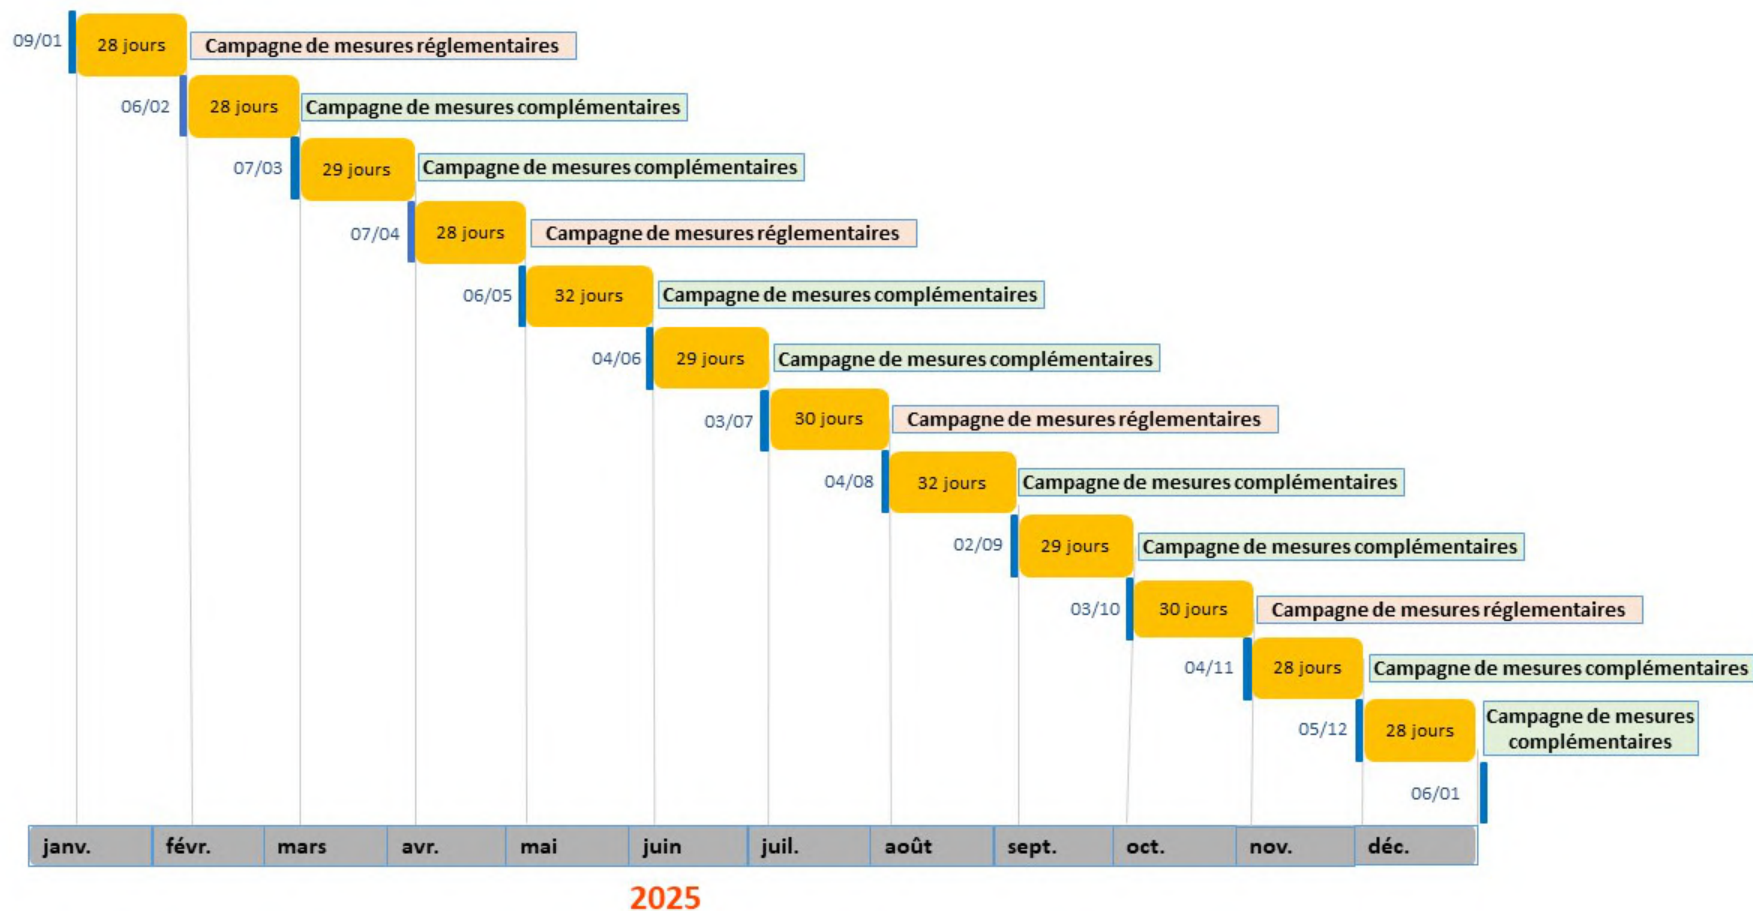 09/01 28 jours Campagne de mesures réglementaires
06/02 28 jours Campagne de mesures complémentaires
07/03 29 jours Campagne de mesures complémentaires
07/04 28 jours Campagne de mesures réglementaires
06/05 32 jours Campagne de mesures complémentaires
04/06 29 jours Campagne de mesures complémentaires
03/07 30 jours Campagne de mesures réglementaires
04/08 32 jours Campagne de mesures complémentaires
02/09 29 jours Campagne de mesures complémentaires
03/10 30 jours Campagne de mesures réglementaires
04/11 28 jours Campagne de mesures complémentaires
05/12 28 jours Campagne de mesures
complémentaires
06/01
janv. févr. mars avr. mai juin juil. août sept. oct. nov. déc.
2025